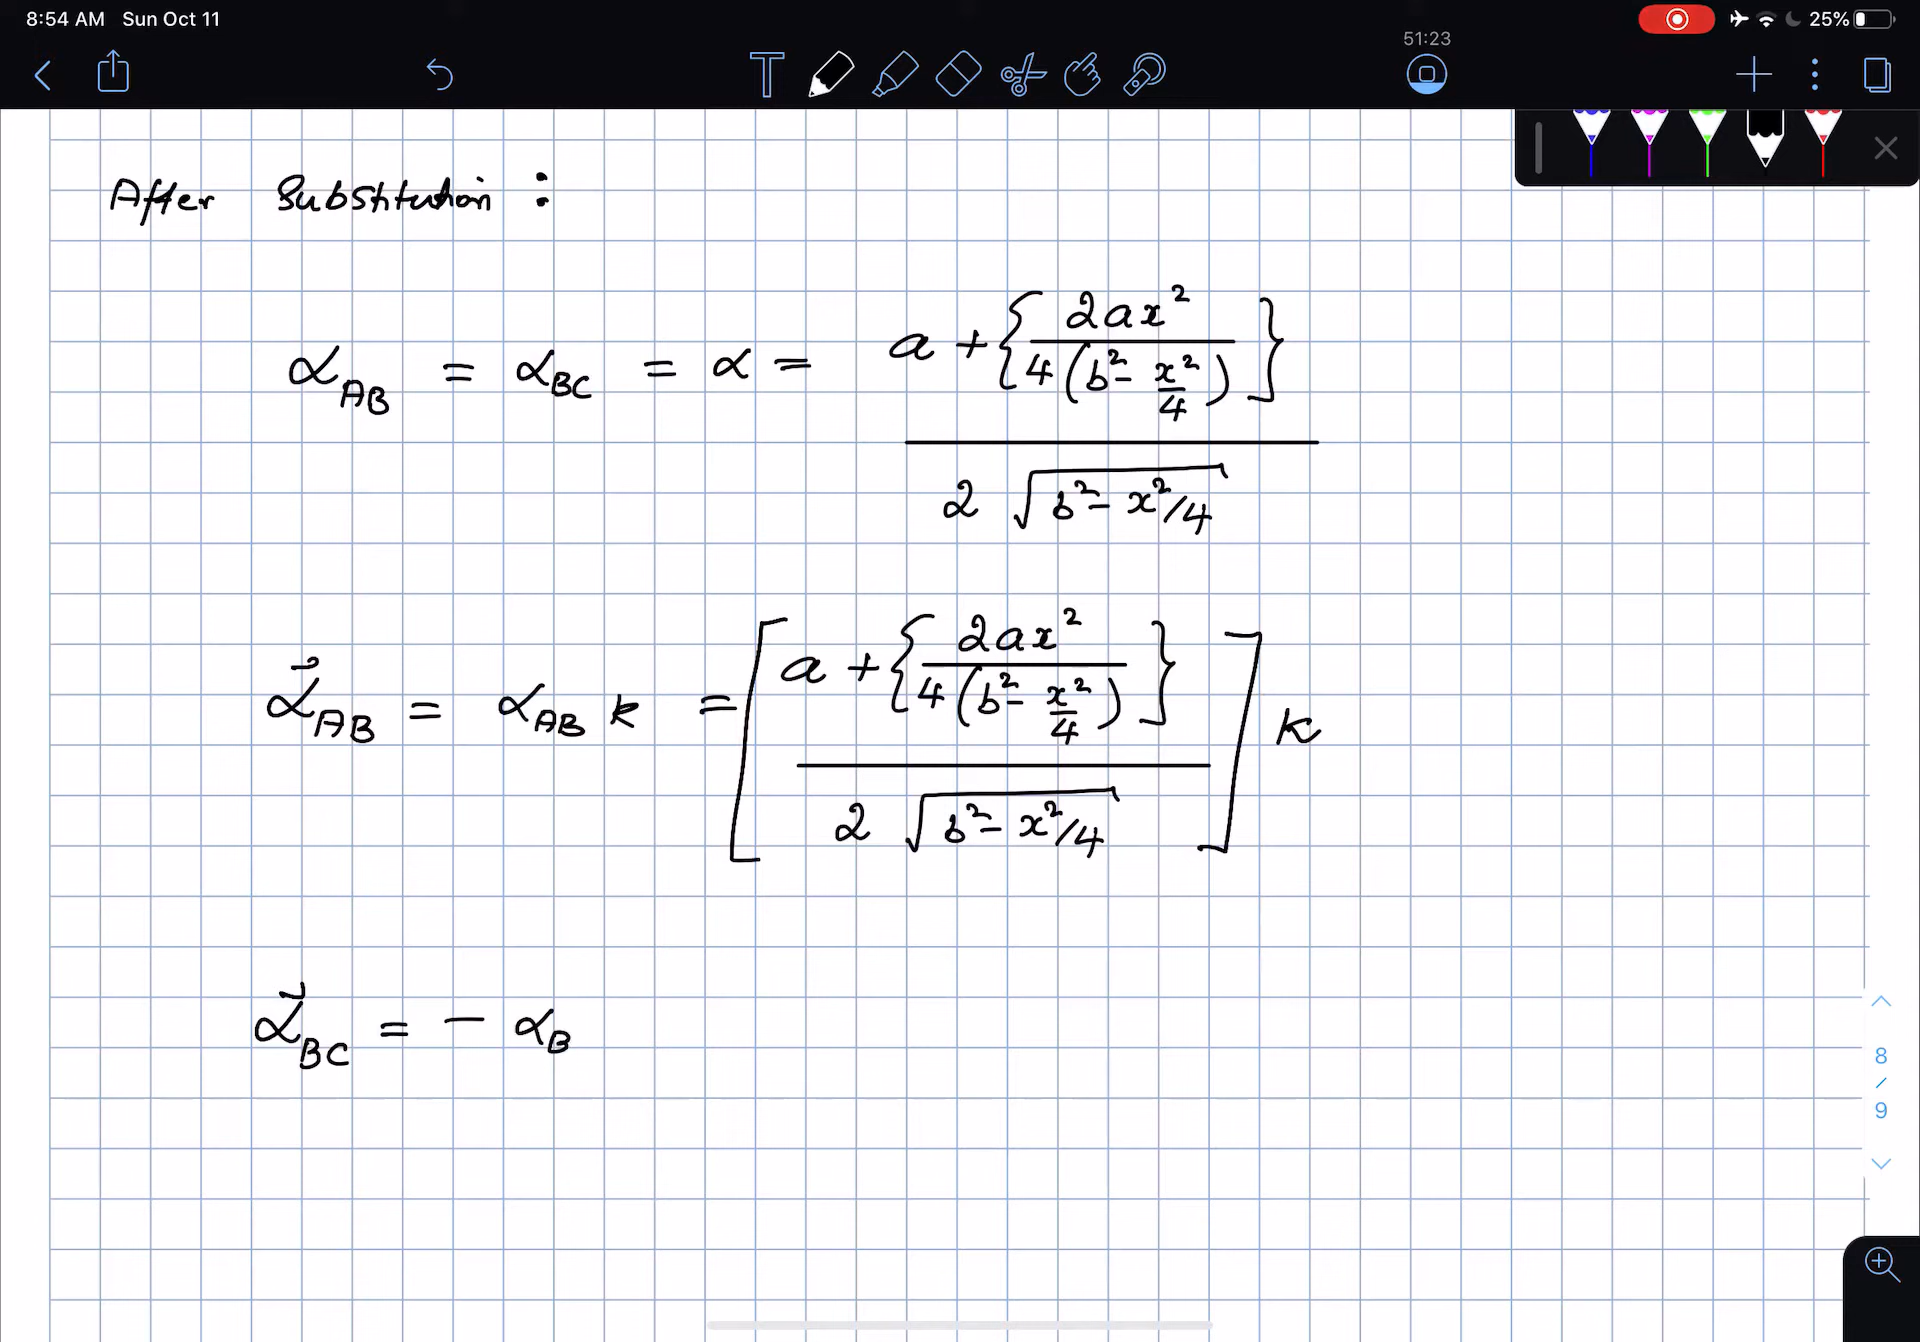 8:54 AM Sun Oct 11
25%
51:23
After Substitution :
α_AB = α_BC = α = (a + {2ax² / 4(b² - x²/4)}) / (2 √(b² - x²/4))
α⃗_AB = α_AB k = [(a + {2ax² / 4(b² - x²/4)}) / (2 √(b² - x²/4))] k
α⃗_BC = - α_B
8
/
9